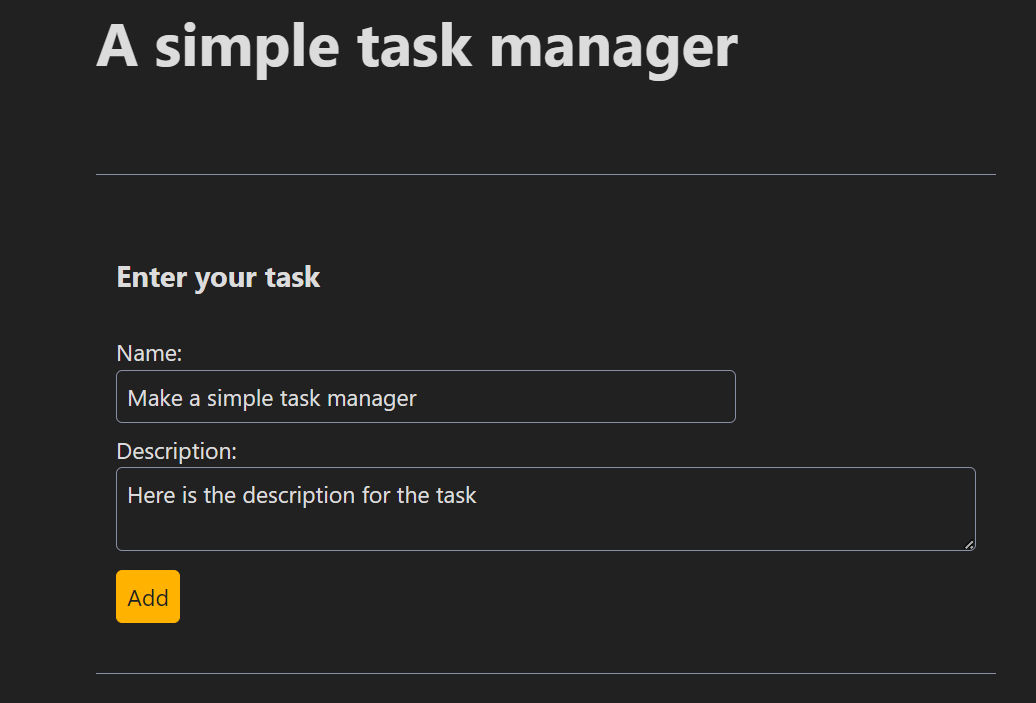 A simple task manager
Enter your task
Name:
Make a simple task manager
Description:
Here is the description for the task
Add